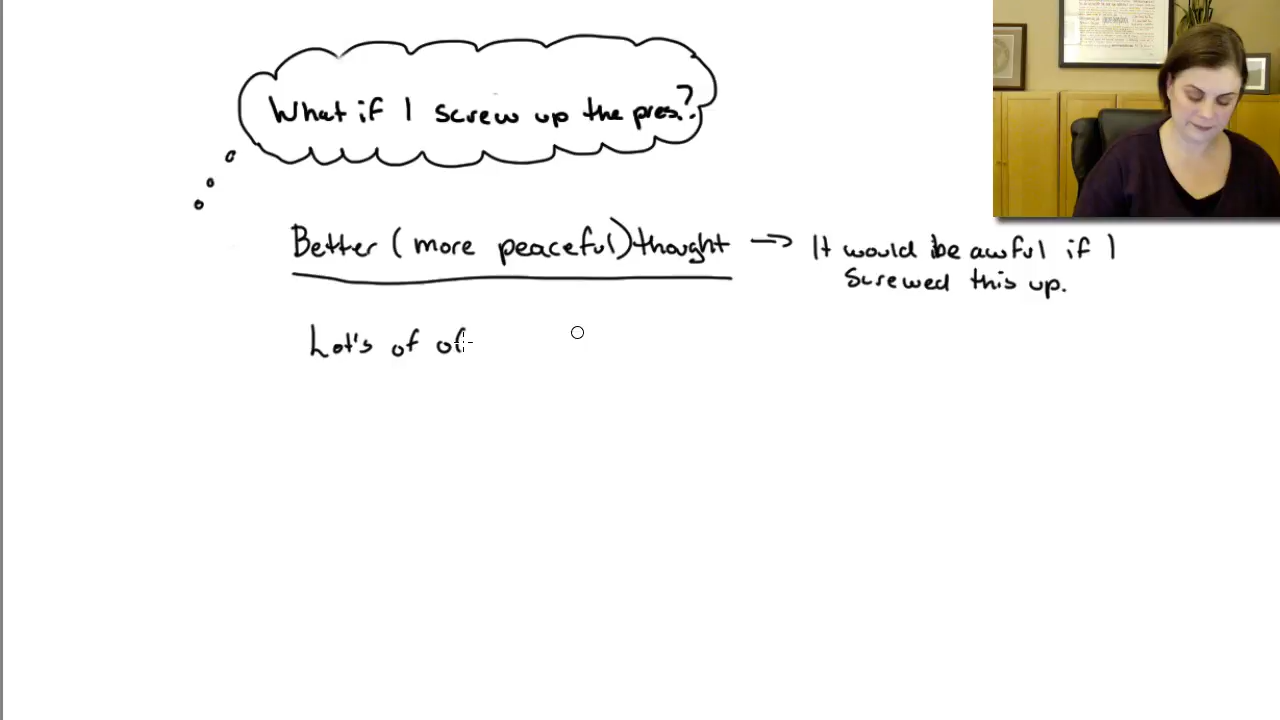 What if I screw up the pres.?
Better (more peaceful) thought → It would be awful if I
screwed this up.
Lot's of of